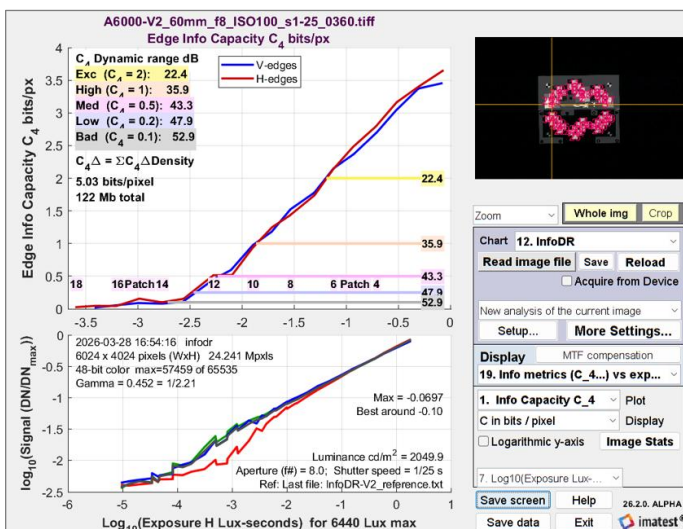 A6000-V2_60mm_f8_ISO100_s1-25_0360.tiff
Edge Info Capacity C4 bits/px
C4 Dynamic range dB
Exc (C4 = 2): 22.4
High (C4 = 1): 35.9
Med (C4 = 0.5): 43.3
Low (C4 = 0.2): 47.9
Bad (C4 = 0.1): 52.9
C4Δ = ΣC4ΔDensity
5.03 bits/pixel
122 Mb total
V-edges
H-edges
Edge Info Capacity C4 bits/px
4
3.5
3
2.5
2
1.5
1
0.5
0
22.4
35.9
43.3
47.9
52.9
18 16 Patch 14 12 10 8 6 Patch 4
-3.5 -3 -2.5 -2 -1.5 -1 -0.5 0
2026-03-28 16:54:16 infodr
6024 x 4024 pixels (WxH) 24.241 Mpxls
48-bit color max=57459 of 65535
Gamma = 0.452 = 1/2.21
Max = -0.0697
Best around -0.10
Luminance cd/m2 = 2049.9
Aperture (f#) = 8.0; Shutter speed = 1/25 s
Ref: Last file: InfoDR-V2_reference.txt
log10(Signal (DN/DNmax))
0
-0.5
-1
-1.5
-2
-2.5
-6 -5 -4 -3 -2 -1 0 1
Log10(Exposure H Lux-seconds) for 6440 Lux max
Zoom
Whole img
Crop
Chart 12. InfoDR
Read image file
Save
Reload
Acquire from Device
New analysis of the current image
Setup...
More Settings...
Display
MTF compensation
19. Info metrics (C_4...) vs exp...
1. Info Capacity C_4
Plot
C in bits / pixel
Display
Logarithmic y-axis
Image Stats
7. Log10(Exposure Lux-...
Save screen
Help
26.2.0. ALPHA
Save data
Exit
imatest®